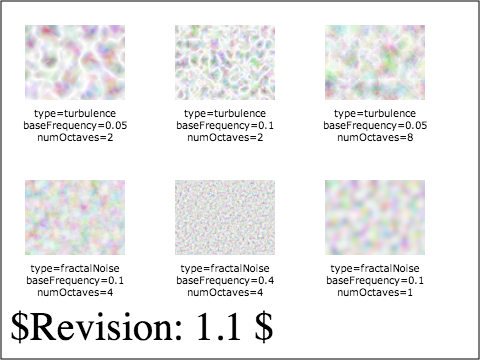 type=turbulence
baseFrequency=0.05
numOctaves=2
type=turbulence
baseFrequency=0.1
numOctaves=2
type=turbulence
baseFrequency=0.05
numOctaves=8
type=fractalNoise
baseFrequency=0.1
numOctaves=4
type=fractalNoise
baseFrequency=0.4
numOctaves=4
type=fractalNoise
baseFrequency=0.1
numOctaves=1
$Revision: 1.1 $